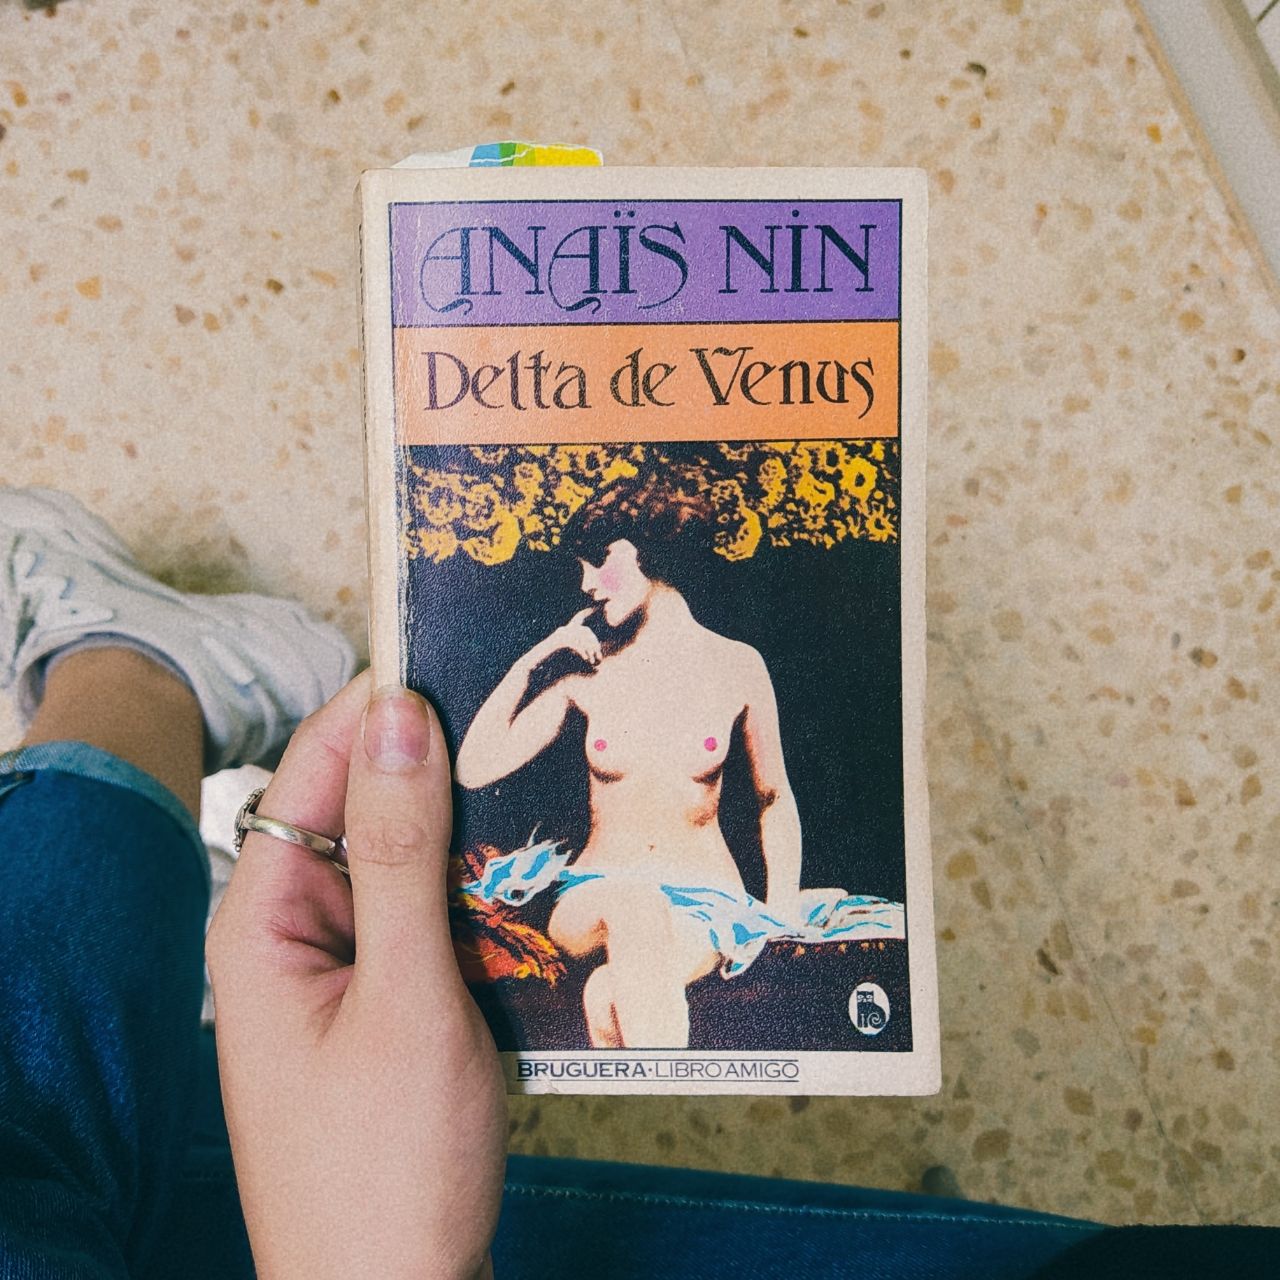 ANAÏS NIN
Delta de Venus
BRUGUERA·LIBRO AMIGO